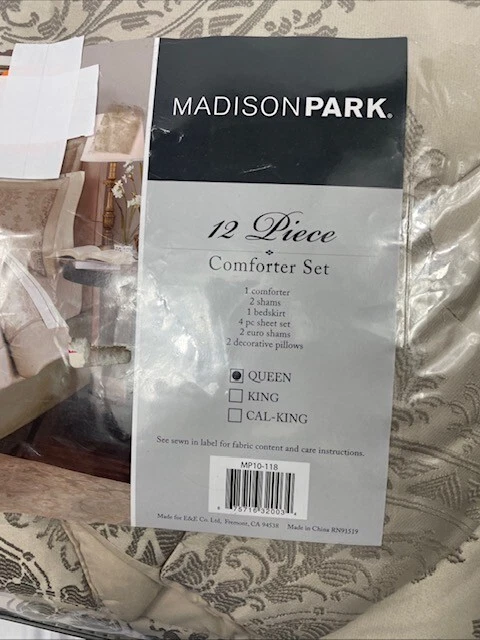 MADISONPARK®
12 Piece
Comforter Set
1 comforter
2 shams
1 bedskirt
4 pc sheet set
2 euro shams
2 decorative pillows
QUEEN
KING
CAL-KING
See sewn in label for fabric content and care instructions.
MP10-118
Made for E&E Co. Ltd, Fremont, CA 94538 Made in China RN91519